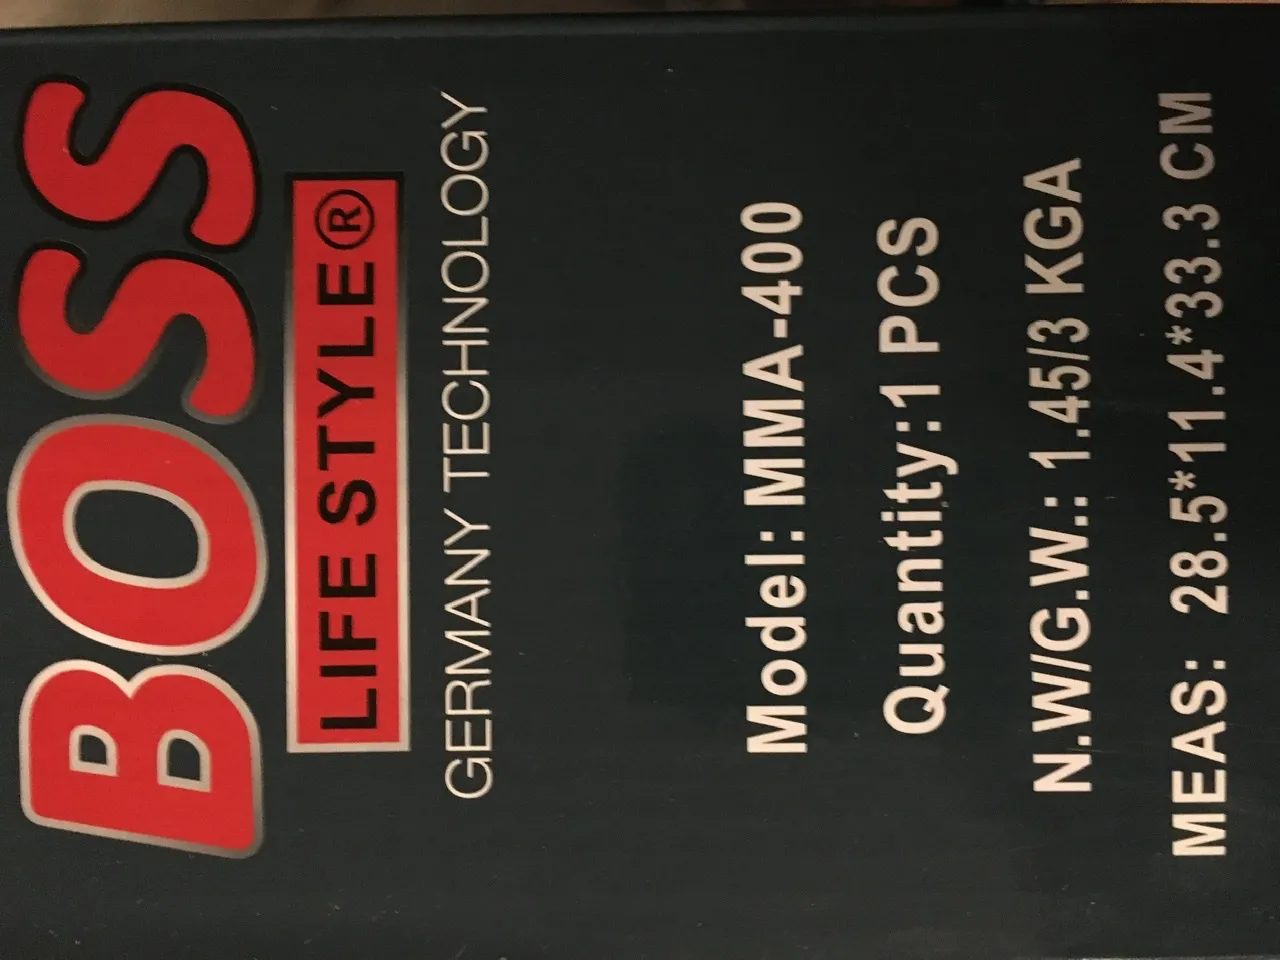 BOSS
LIFE STYLE®
GERMANY TECHNOLOGY
Model: MMA-400
Quantity:1 PCS
N.W/G.W.: 1.45/3 KGA
MEAS: 28.5*11.4*33.3 CM